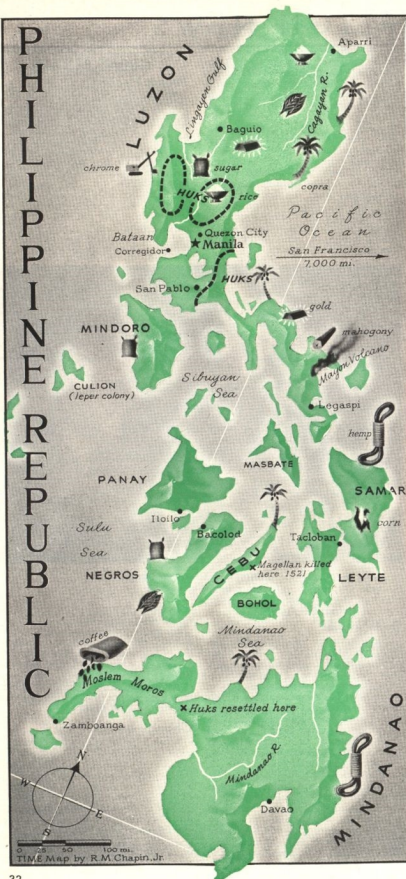 PHILIPPINE REPUBLIC
LUZON
Lingayen Gulf
Aparri
Cagayan R.
Baguio
chrome
sugar
HUKS
rice
copra
Pacific
Ocean
Bataan
Quezon City
Manila
Corregidor
San Francisco
7,000 mi.
HUKS
San Pablo
gold
MINDORO
mahogany
Mayon Volcano
Sibuyan
Sea
CULION
(leper colony)
Legaspi
hemp
MASBATE
PANAY
SAMAR
Iloilo
Sulu
Sea
Bacolod
Tacloban
corn
CEBU
Magellan killed
here 1521
NEGROS
LEYTE
BOHOL
Mindanao
Sea
coffee
Moslem Moros
Huks resettled here
Zamboanga
Mindanao R.
MINDANAO
Davao
N
W
E
S
0 25 50 100 mi.
TIME Map by R.M. Chapin, Jr.
32